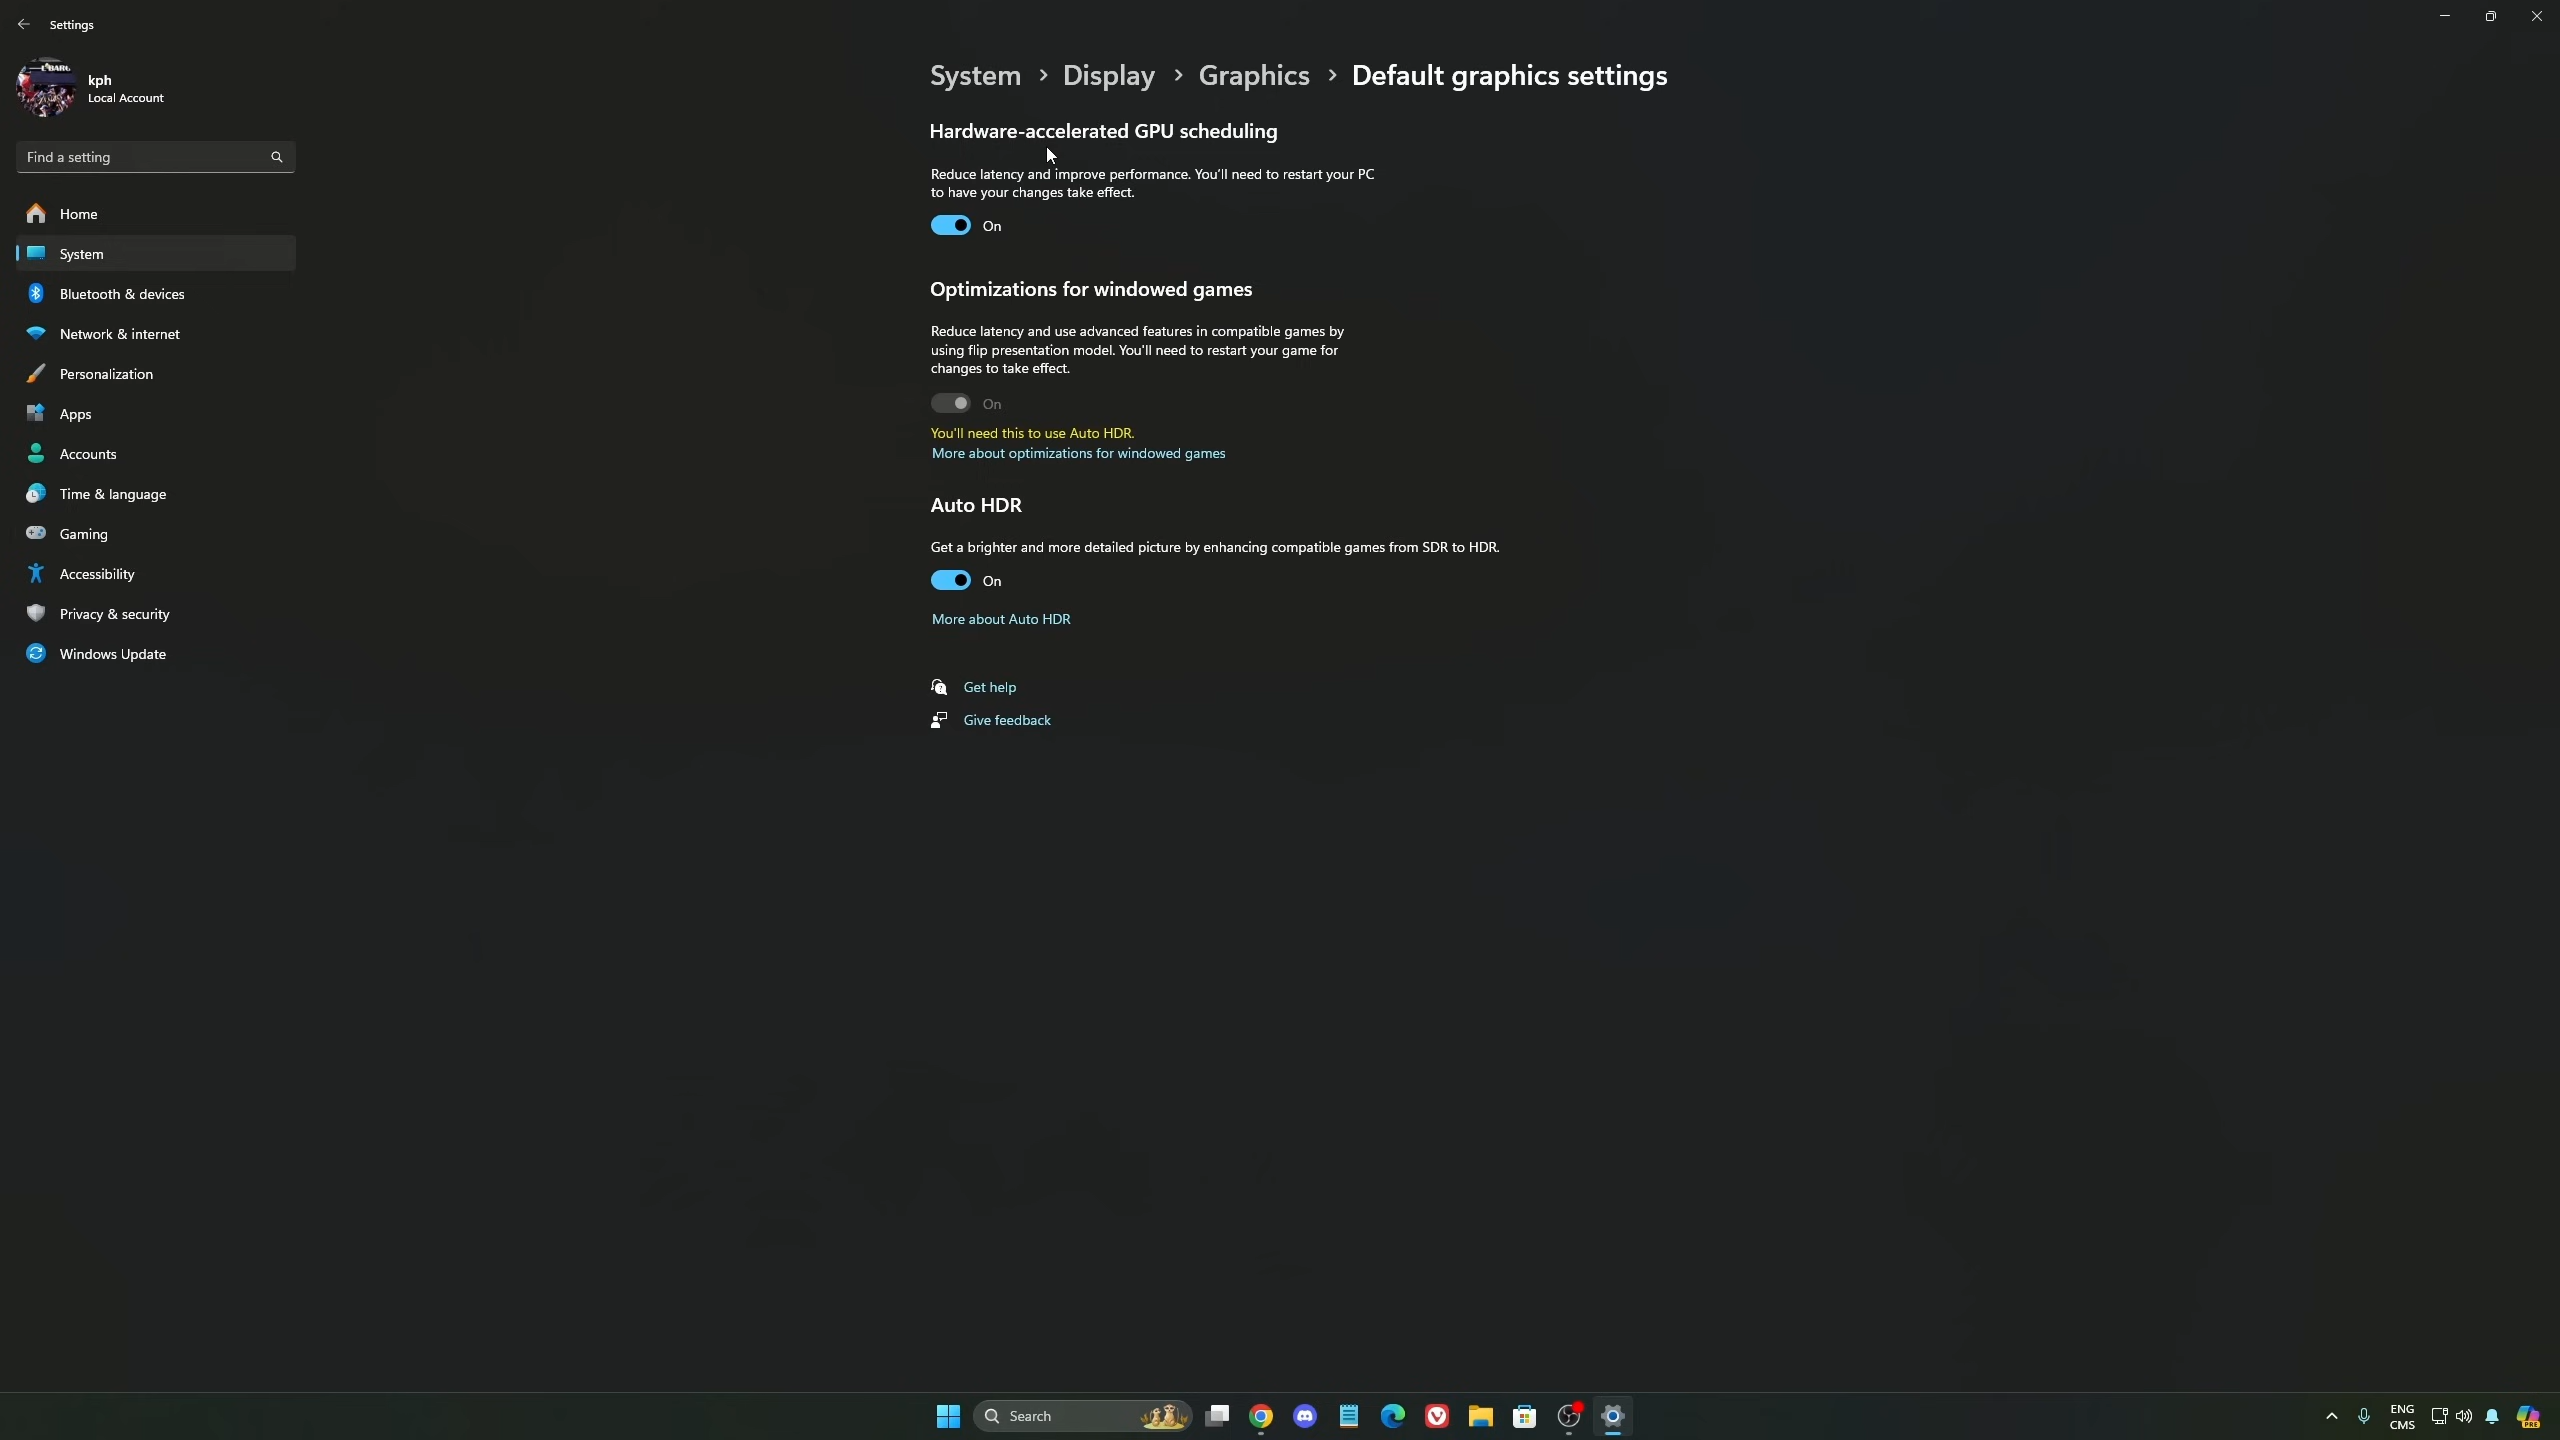 Settings
kph
Local Account
Find a setting
Home
System
Bluetooth & devices
Network & internet
Personalization
Apps
Accounts
Time & language
Gaming
Accessibility
Privacy & security
Windows Update
System > Display > Graphics > Default graphics settings
Hardware-accelerated GPU scheduling
Reduce latency and improve performance. You'll need to restart your PC
to have your changes take effect.
On
Optimizations for windowed games
Reduce latency and use advanced features in compatible games by
using flip presentation model. You'll need to restart your game for
changes to take effect.
On
You'll need this to use Auto HDR.
More about optimizations for windowed games
Auto HDR
Get a brighter and more detailed picture by enhancing compatible games from SDR to HDR.
On
More about Auto HDR
Get help
Give feedback
Search
ENG
CMS
PRE